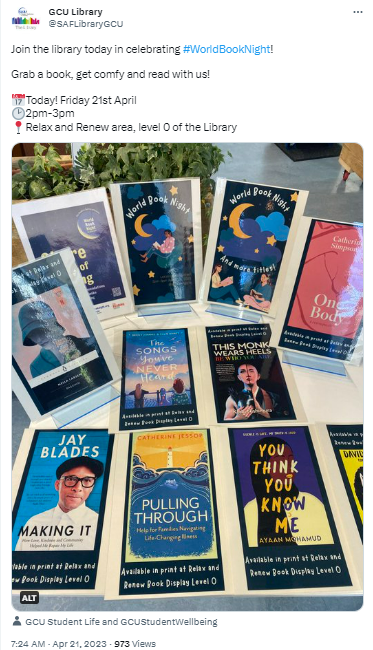 GCU Library
@SAFLibraryGCU
Join the library today in celebrating #WorldBookNight!
Grab a book, get comfy and read with us!
Today! Friday 21st April
2pm-3pm
Relax and Renew area, level 0 of the Library
World Book Night
World Book Night
And more titles!
Catherine Simpson
One Body
Available in print at Relax and
The SONGS You've NEVER Heard
Available in print at Relax and
Renew Book Display Level 0
Available in print at Relax and
Renew Book Display Level 0
THIS MONK
WEARS HEELS
BE WHO YOU ARE
JAY
BLADES
MAKING IT
Available in print at Relax and
Renew Book Display Level 0
CATHERINE JESSOP
PULLING
THROUGH
Help for Families Navigating
Life-Changing Illness
Available in print at Relax and
Renew Book Display Level 0
YOU
THINK
YOU
KNOW
ME
AYAAN MOHAMUD
Available in print at Relax and
Renew Book Display Level 0
ALT
GCU Student Life and GCUStudentWellbeing
7:24 AM · Apr 21, 2023 · 973 Views